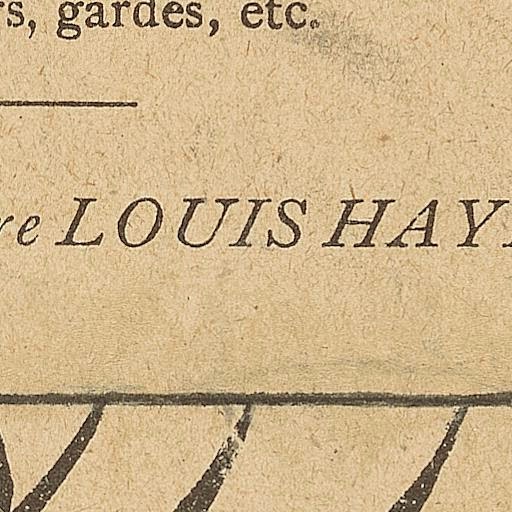 rs, gardes, etc.
re LOUIS HAY